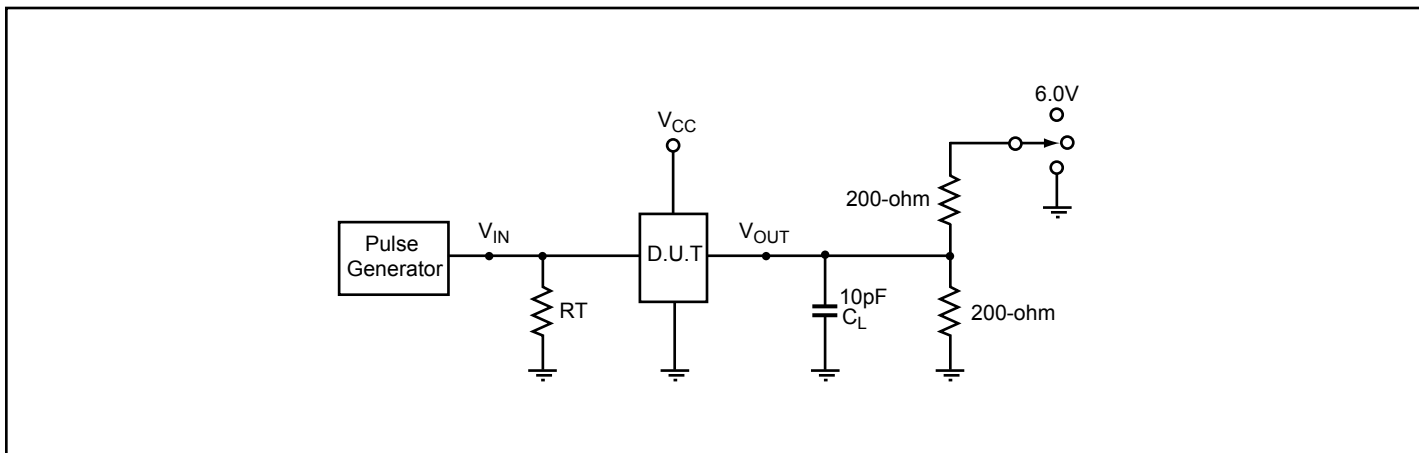 6.0V
VCC
200-ohm
Pulse
Generator
VIN
D.U.T
VOUT
RT
10pF
CL
200-ohm